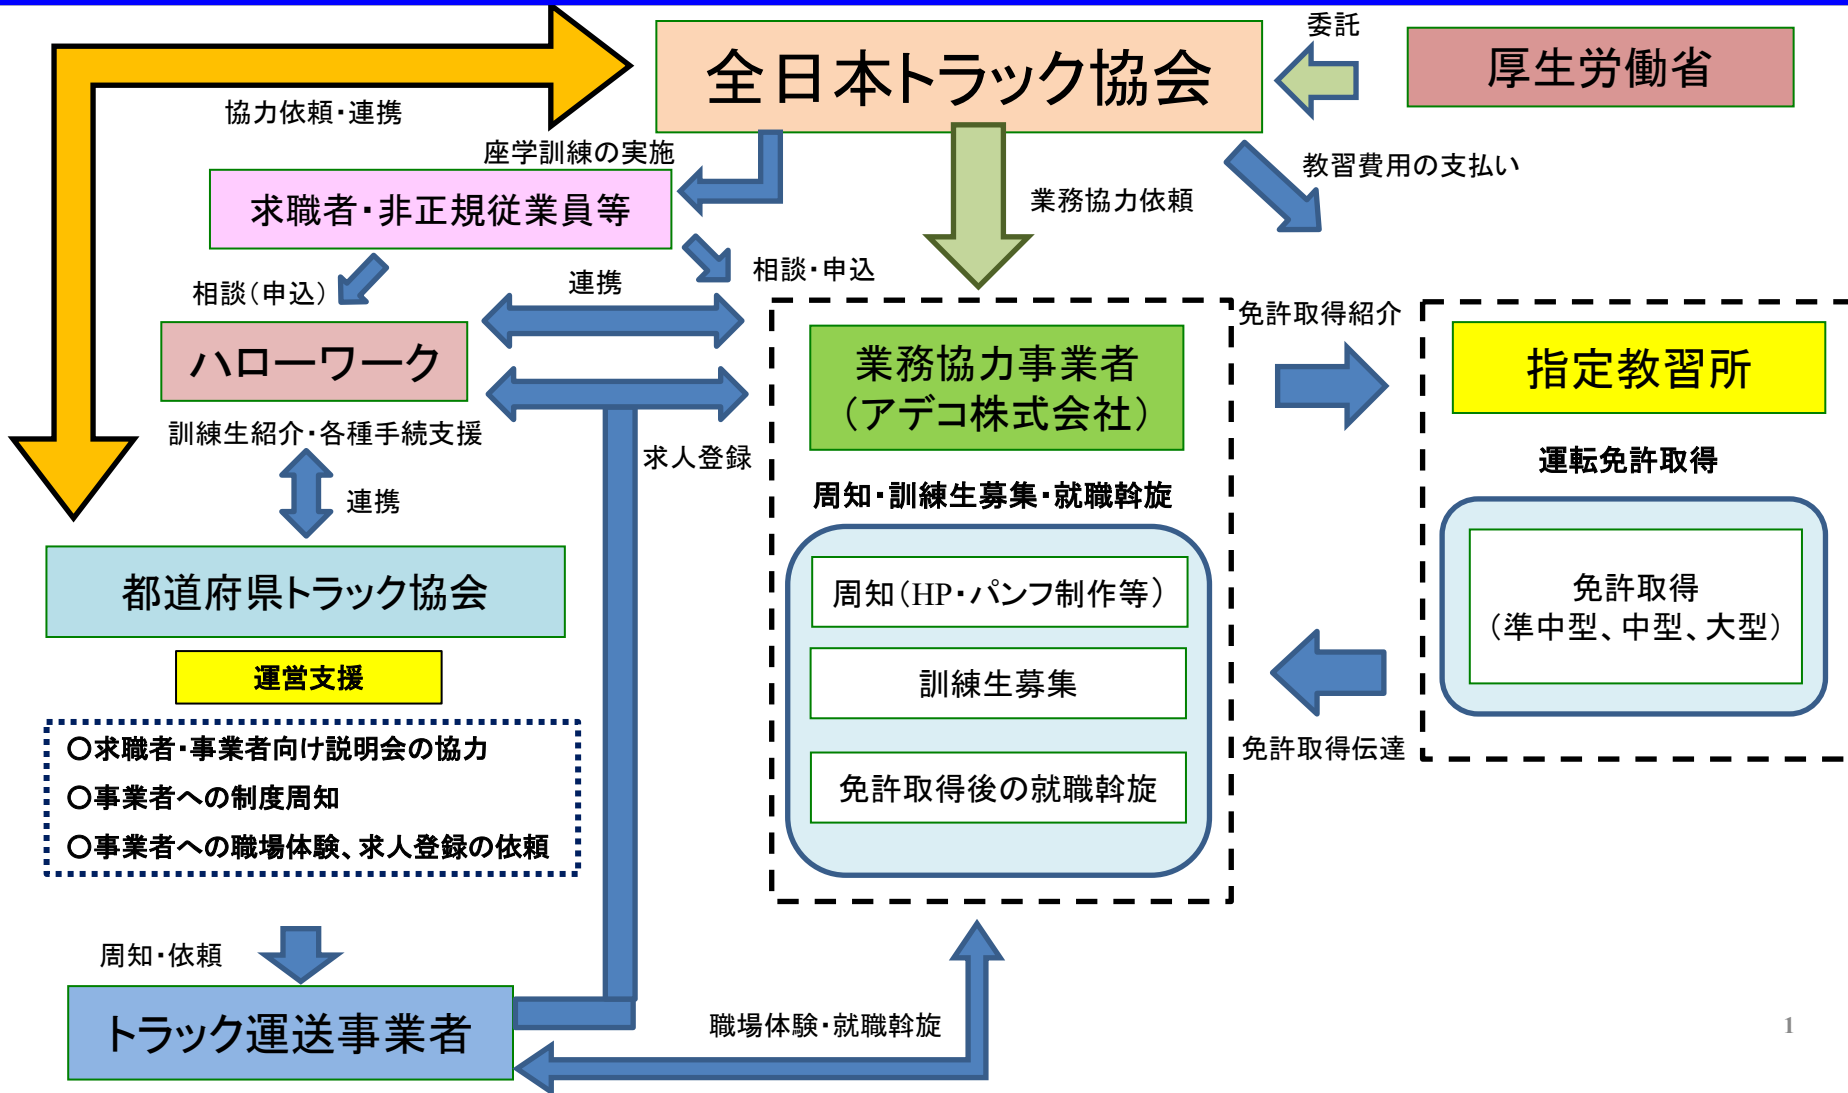 委託
全日本トラック協会
厚生労働省
協力依頼・連携
座学訓練の実施
教習費用の支払い
求職者・非正規従業員等
業務協力依頼
相談(申込)
連携
相談・申込
ハローワーク
業務協力事業者
(アデコ株式会社)
免許取得紹介
指定教習所
訓練生紹介・各種手続支援
求人登録
運転免許取得
連携
周知・訓練生募集・就職斡旋
都道府県トラック協会
周知(HP・パンフ制作等)
免許取得
(準中型、中型、大型)
運営支援
訓練生募集
〇求職者・事業者向け説明会の協力
〇事業者への制度周知
〇事業者への職場体験、求人登録の依頼
免許取得後の就職斡旋
免許取得伝達
周知・依頼
トラック運送事業者
職場体験・就職斡旋
1